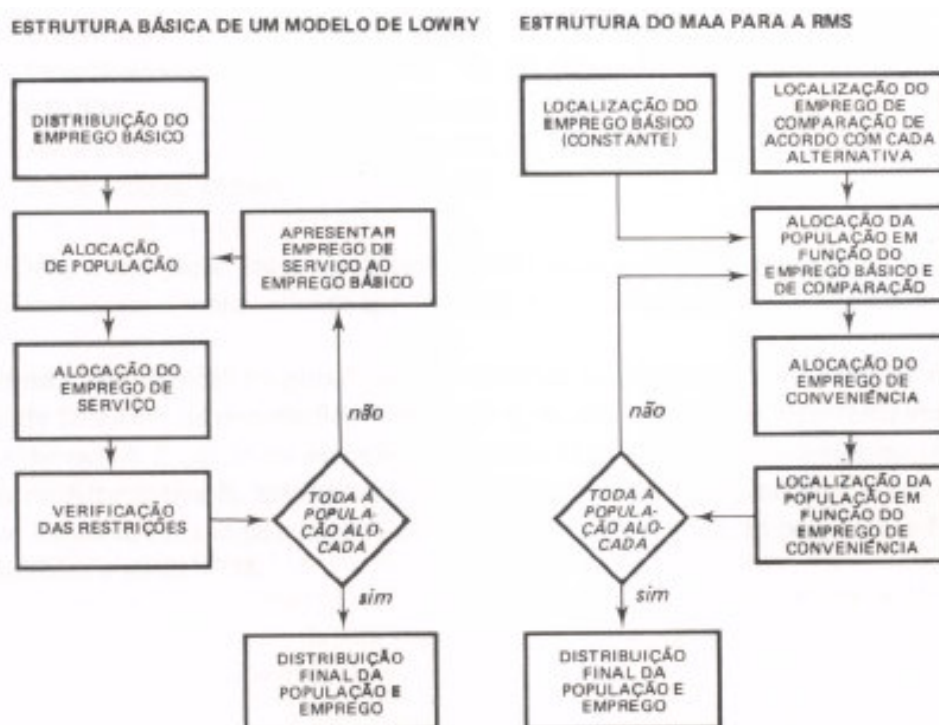 ESTRUTURA BÁSICA DE UM MODELO DE LOWRY
DISTRIBUIÇÃO DO
EMPREGO BÁSICO
ALOCAÇÃO
DE POPULAÇÃO
APRESENTAR
EMPREGO DE
SERVIÇO AO
EMPREGO BÁSICO
ALOCAÇÃO DO
EMPREGO DE
SERVIÇO
não
VERIFICAÇÃO
DAS RESTRIÇÕES
TODA A
POPULA-
ÇÃO ALO-
CADA
sim
DISTRIBUIÇÃO
FINAL DA
POPULAÇÃO E
EMPREGO
ESTRUTURA DO MAA PARA A RMS
LOCALIZAÇÃO DO
EMPREGO BÁSICO
(CONSTANTE)
LOCALIZAÇÃO DO
EMPREGO DE
COMPARAÇÃO DE
ACORDO COM CADA
ALTERNATIVA
ALOCAÇÃO DA
POPULAÇÃO EM
FUNÇÃO DO
EMPREGO BÁSICO E
DE COMPARAÇÃO
ALOCAÇÃO DO
EMPREGO DE
CONVENIÊNCIA
não
LOCALIZAÇÃO DA
POPULAÇÃO EM
FUNÇÃO DO
EMPREGO DE
CONVENIÊNCIA
TODA A
POPULA-
ÇÃO ALO-
CADA
sim
DISTRIBUIÇÃO
FINAL DA
POPULAÇÃO E
EMPREGO